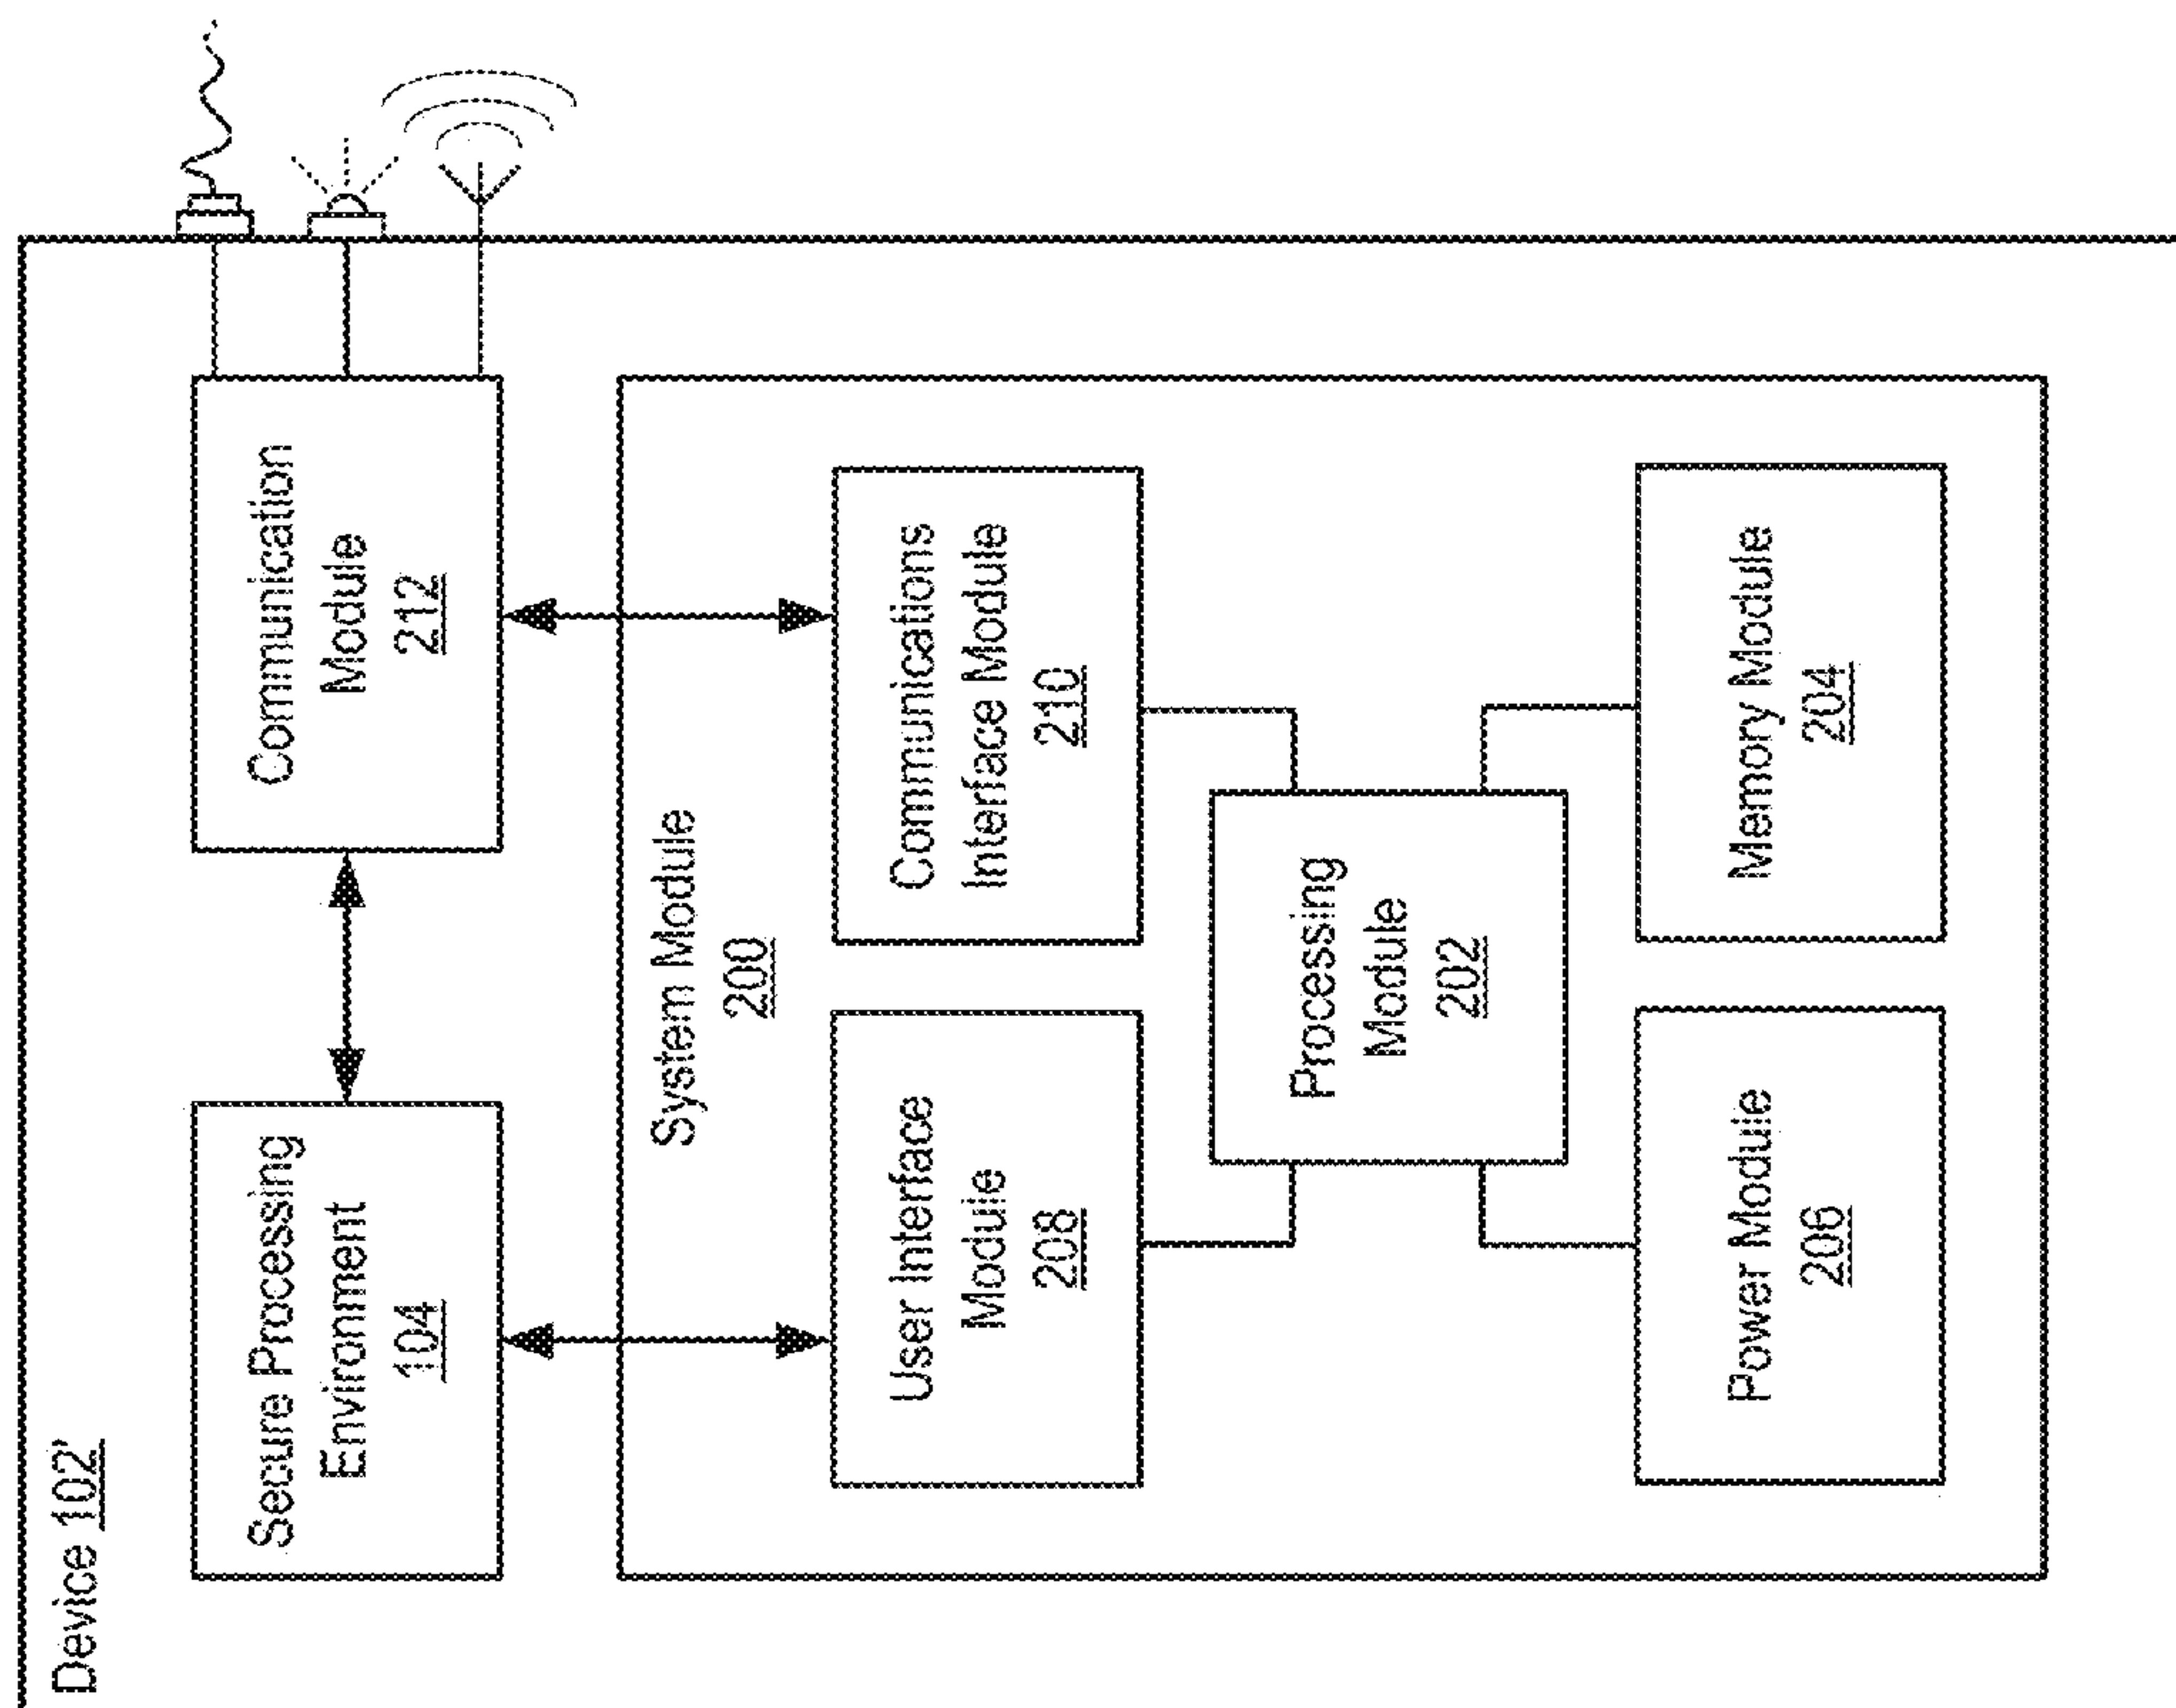 Device 102'
Secure Processing
Environment
104
Communication
Module
212
System Module
200
User Interface
Module
208
Communications
Interface Module
210
Processing
Module
202
Power Module
206
Memory Module
204